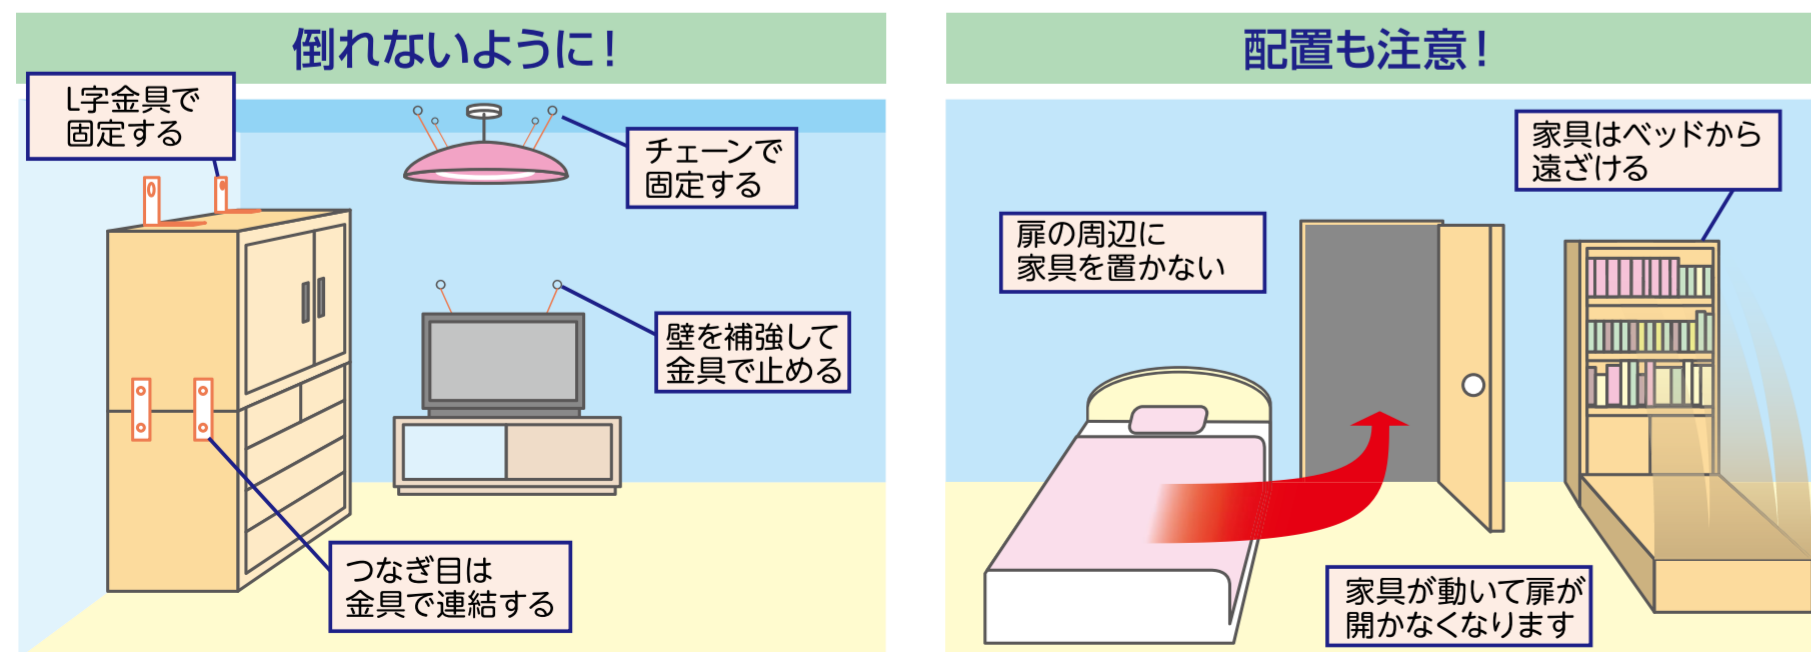 倒れないように！
L字金具で
固定する
チェーンで
固定する
壁を補強して
金具で止める
つなぎ目は
金具で連結する
配置も注意！
家具はベッドから
遠ざける
扉の周辺に
家具を置かない
家具が動いて扉が
開かなくなります